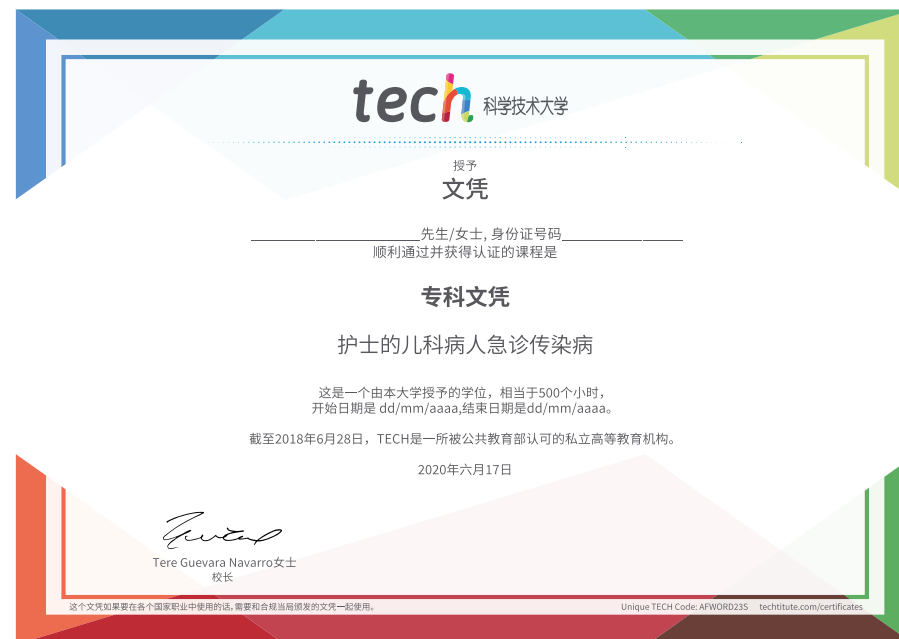 tech 科学技术大学
授予
文凭
先生/女士, 身份证号码
顺利通过并获得认证的课程是
专科文凭
护士的儿科病人急诊传染病
这是一个由本大学授予的学位，相当于500个小时，
开始日期是 dd/mm/aaaa,结束日期是dd/mm/aaaa。
截至2018年6月28日，TECH是一所被公共教育部认可的私立高等教育机构。
2020年六月17日
Tere Guevara Navarro女士
校长
这个文凭如果要在各个国家职业中使用的话,需要和合规当局颁发的文凭一起使用。
Unique TECH Code: AFWORD23S techtitute.com/certificates